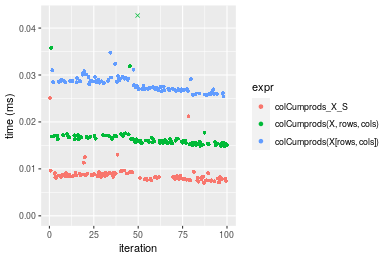 0.04
0.03
0.02
0.01
0.00
time (ms)
0
25
50
75
100
iteration
expr
colCumprods_X_S
colCumprods(X, rows, cols)
colCumprods(X[rows, cols])